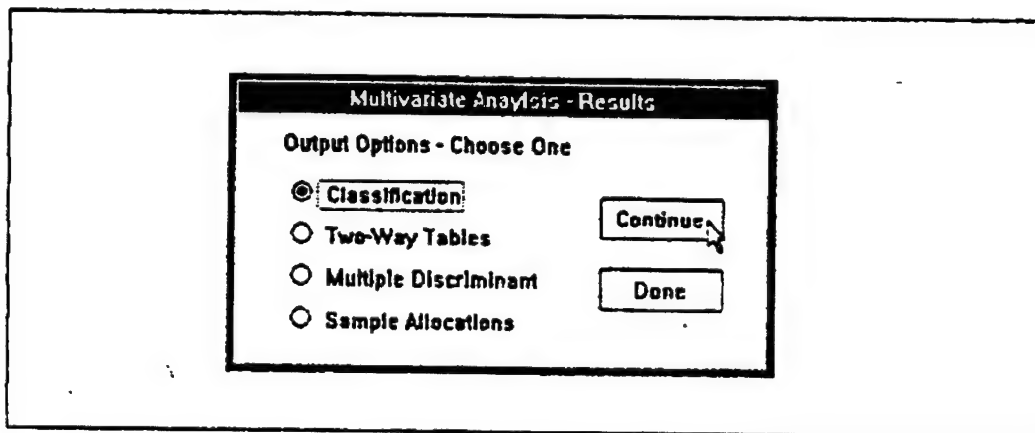 Multivariate Anaylsis - Results
Output Options - Choose One
Classification
Two-Way Tables
Multiple Discriminant
Sample Allocations
Continue
Done